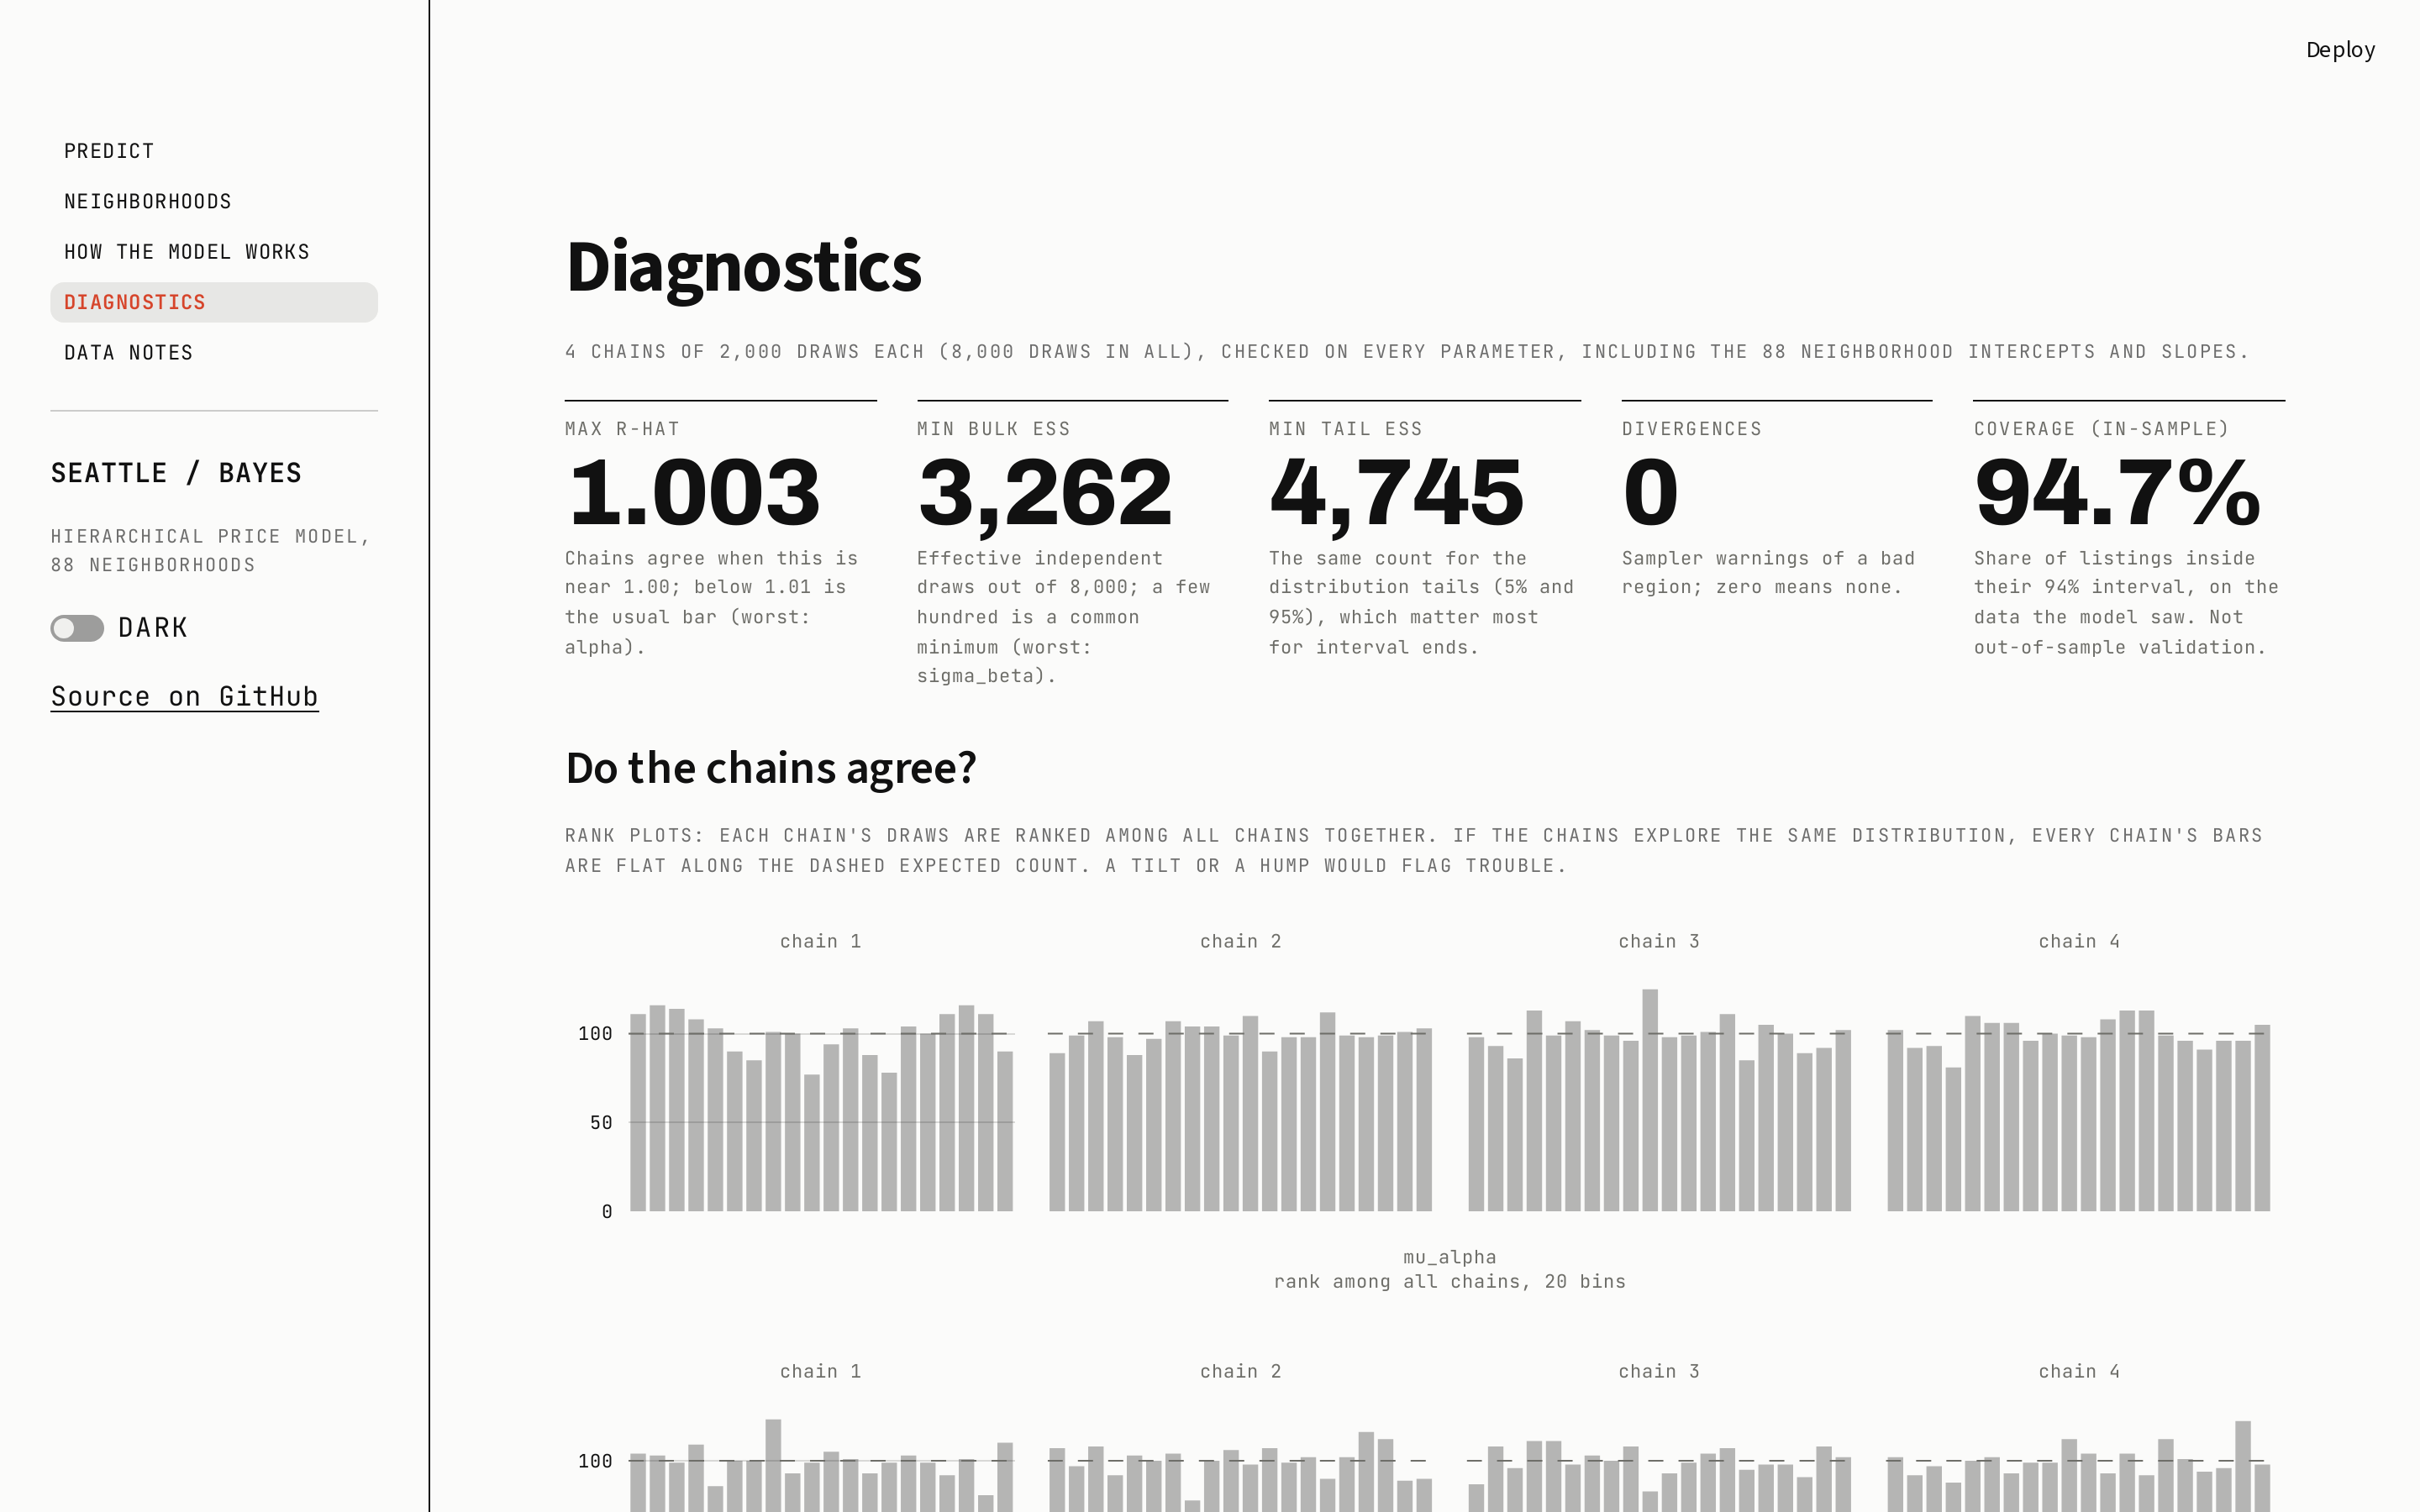 Deploy
PREDICT
NEIGHBORHOODS
HOW THE MODEL WORKS
DIAGNOSTICS
DATA NOTES
SEATTLE / BAYES
HIERARCHICAL PRICE MODEL,
88 NEIGHBORHOODS
DARK
Source on GitHub
Diagnostics
4 CHAINS OF 2,000 DRAWS EACH (8,000 DRAWS IN ALL), CHECKED ON EVERY PARAMETER, INCLUDING THE 88 NEIGHBORHOOD INTERCEPTS AND SLOPES.
MAX R-HAT
1.003
Chains agree when this is
near 1.00; below 1.01 is
the usual bar (worst:
alpha).
MIN BULK ESS
3,262
Effective independent
draws out of 8,000; a few
hundred is a common
minimum (worst:
sigma_beta).
MIN TAIL ESS
4,745
The same count for the
distribution tails (5% and
95%), which matter most
for interval ends.
DIVERGENCES
0
Sampler warnings of a bad
region; zero means none.
COVERAGE (IN-SAMPLE)
94.7%
Share of listings inside
their 94% interval, on the
data the model saw. Not
out-of-sample validation.
Do the chains agree?
RANK PLOTS: EACH CHAIN'S DRAWS ARE RANKED AMONG ALL CHAINS TOGETHER. IF THE CHAINS EXPLORE THE SAME DISTRIBUTION, EVERY CHAIN'S BARS
ARE FLAT ALONG THE DASHED EXPECTED COUNT. A TILT OR A HUMP WOULD FLAG TROUBLE.
chain 1 chain 2 chain 3 chain 4
100
50
0
mu_alpha
rank among all chains, 20 bins
chain 1 chain 2 chain 3 chain 4
100